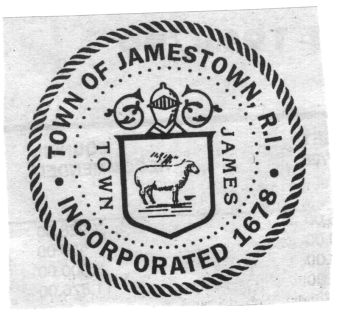 TOWN OF JAMESTOWN, R.I.
JAMES
TOWN
• INCORPORATED 1678 •